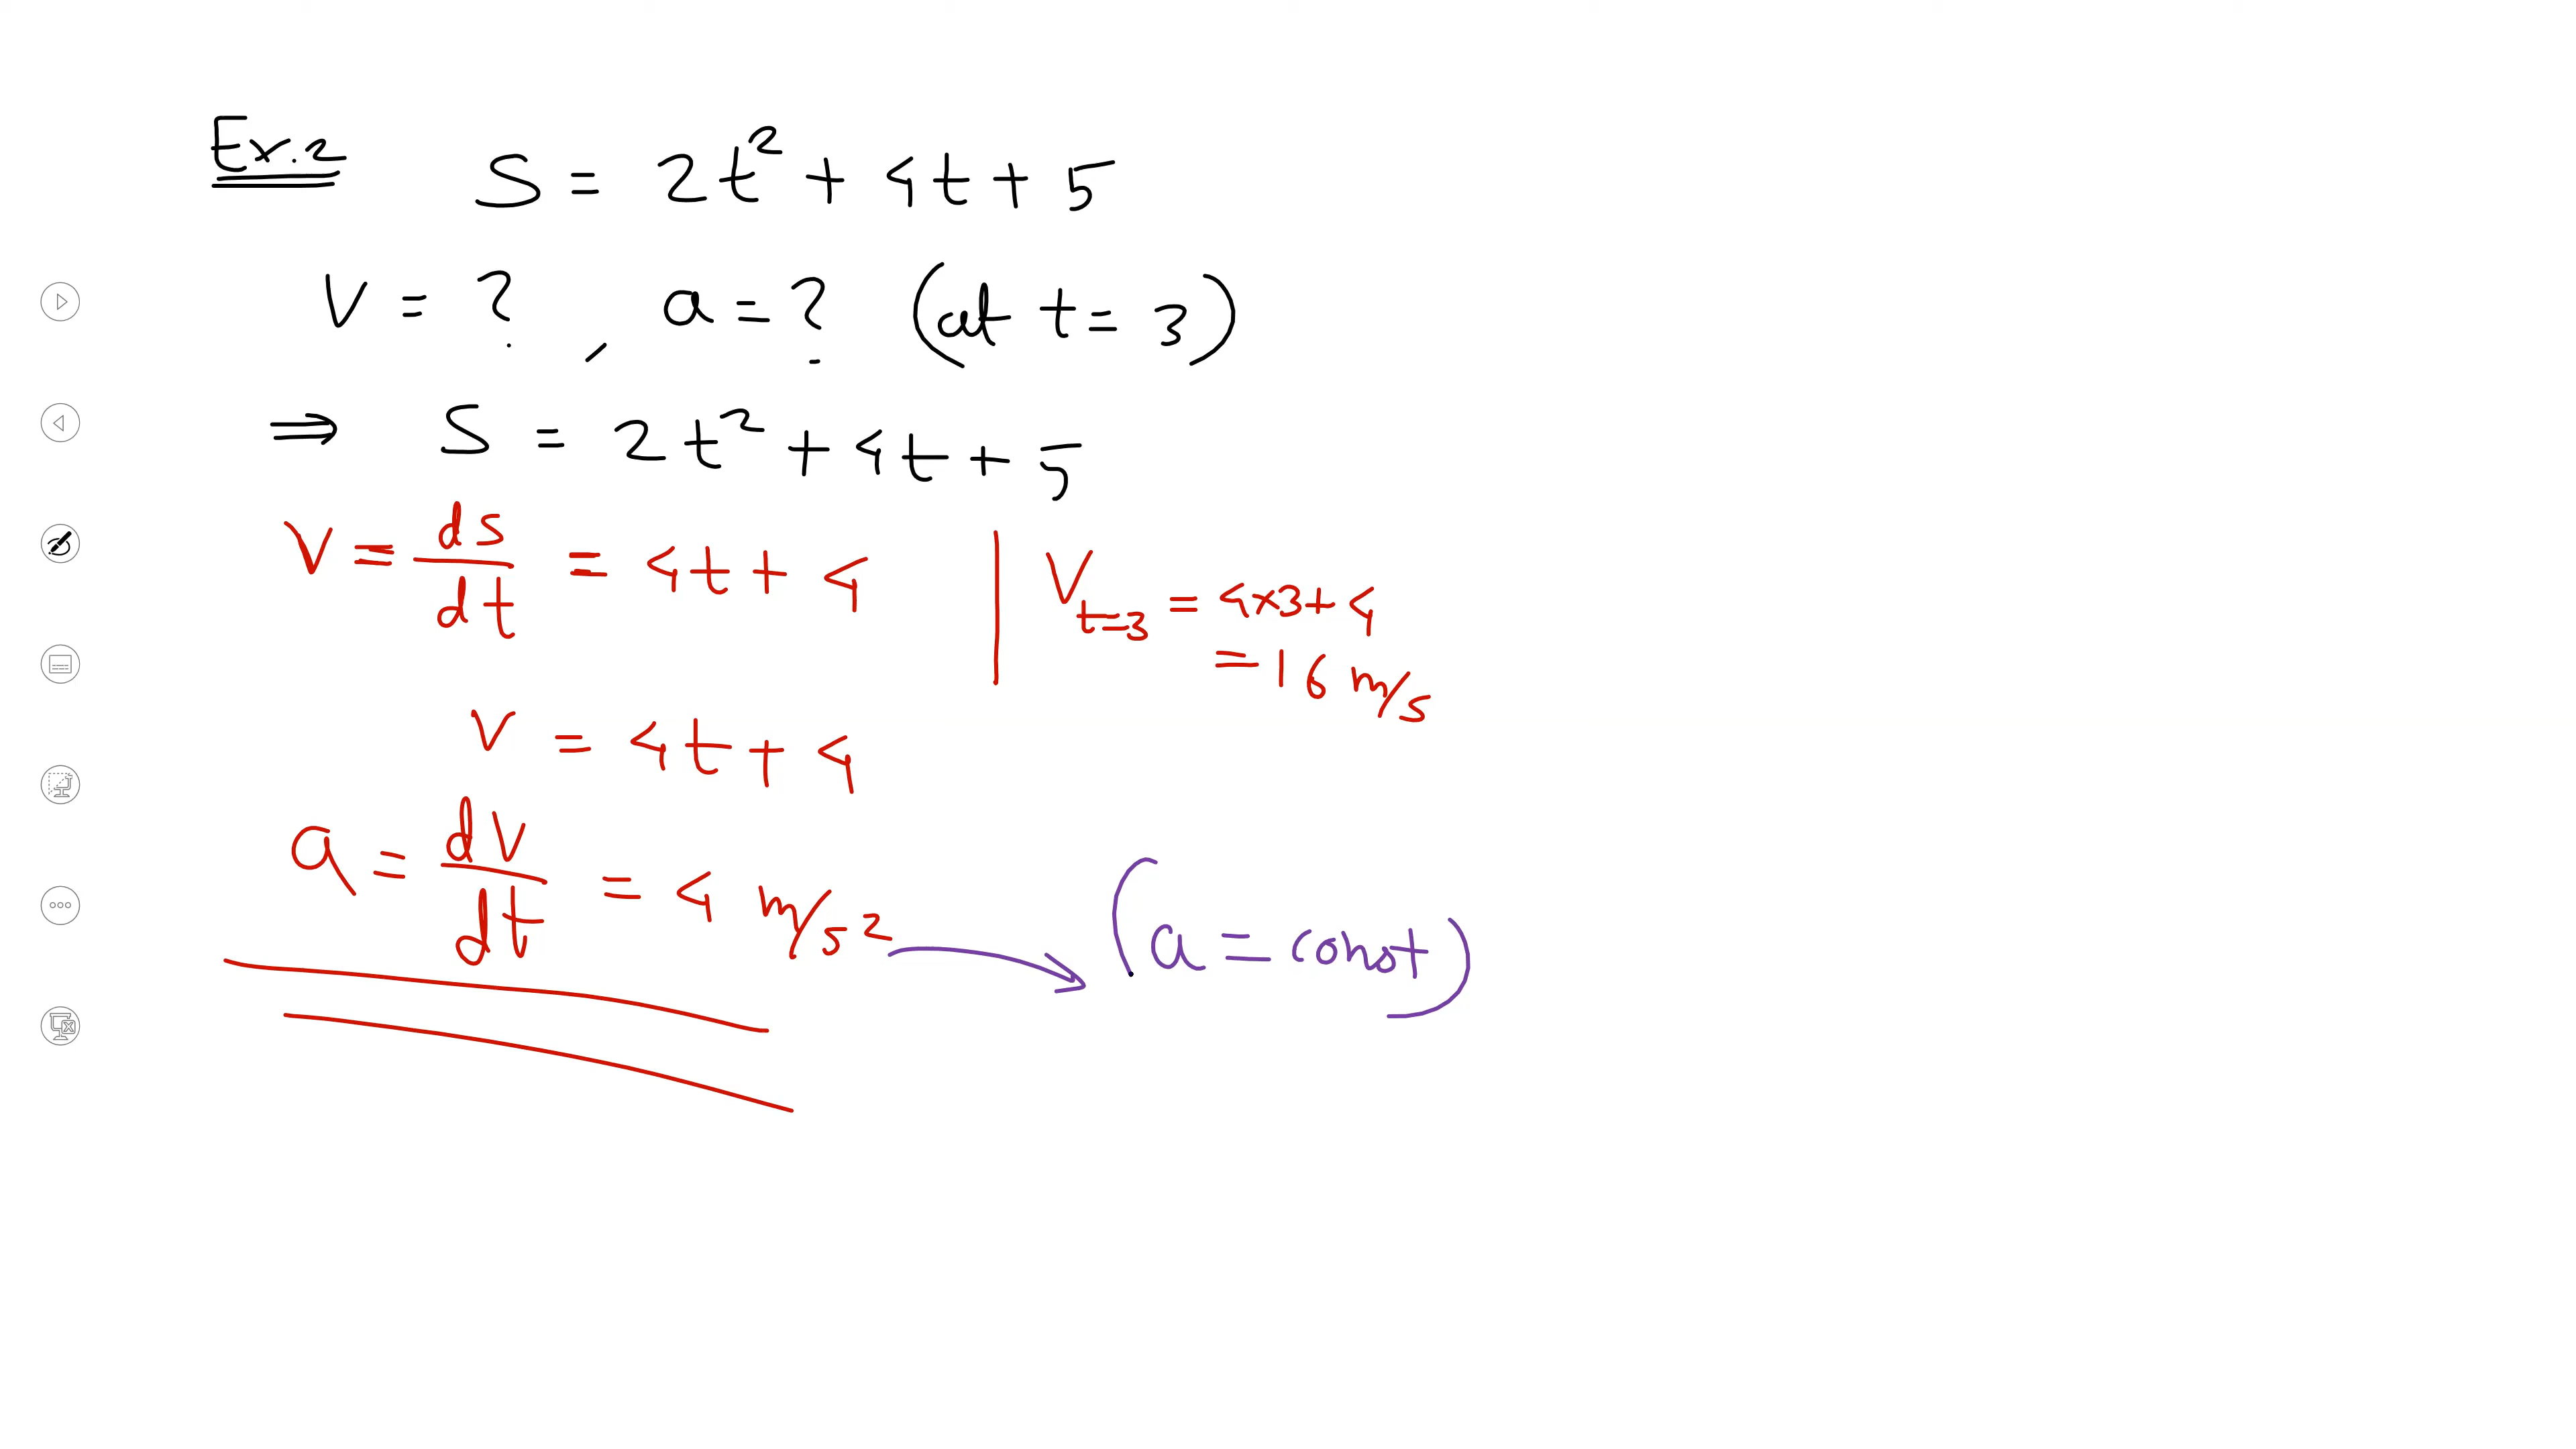 Ex.2 S = 2t² + 4t + 5
V = ? , a = ? (at t = 3)
⇒ S = 2t² + 4t + 5
V = ds/dt = 4t + 4 | V_{t=3} = 4×3+4
= 16 m/s
V = 4t + 4
a = dV/dt = 4 m/s² → (a = const)